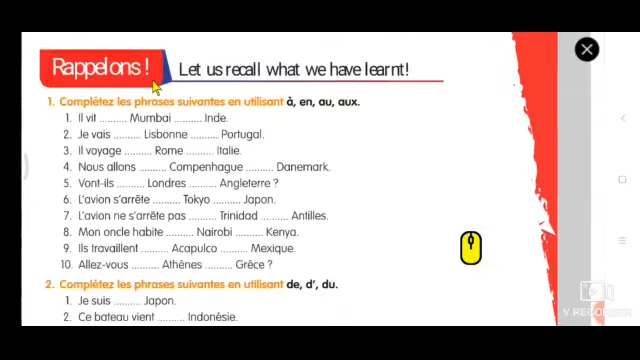 Rappelons !
Let us recall what we have learnt!
1. Complétez les phrases suivantes en utilisant à, en, au, aux.
1. Il vit .......... Mumbai .......... Inde.
2. Je vais .......... Lisbonne .......... Portugal.
3. Il voyage .......... Rome .......... Italie.
4. Nous allons .......... Compenhague .......... Danemark.
5. Vont-ils .......... Londres .......... Angleterre ?
6. L'avion s'arrête .......... Tokyo .......... Japon.
7. L'avion ne s'arrête pas .......... Trinidad .......... Antilles.
8. Mon oncle habite .......... Nairobi .......... Kenya.
9. Ils travaillent .......... Acapulco .......... Mexique.
10. Allez-vous .......... Athènes .......... Grêce ?
2. Complétez les phrases suivantes en utilisant de, d', du.
1. Je suis .......... Japon.
2. Ce bateau vient .......... Indonésie.
V RECORDER